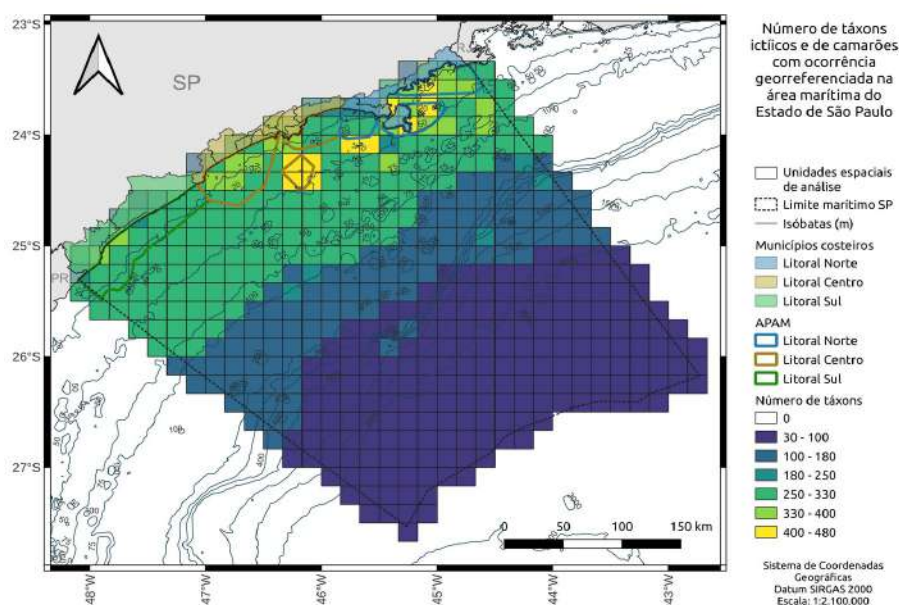 23°S
24°S
25°S
26°S
27°S
SP
PR
48°W
47°W
46°W
45°W
44°W
43°W
0 50 100 150 km
Número de táxons
ictíicos e de camarões
com ocorrência
georreferenciada na
área marítima do
Estado de São Paulo
Unidades espaciais
de análise
Limite marítimo SP
Isóbatas (m)
Municípios costeiros
Litoral Norte
Litoral Centro
Litoral Sul
APAM
Litoral Norte
Litoral Centro
Litoral Sul
Número de táxons
0
30 - 100
100 - 180
180 - 250
250 - 330
330 - 400
400 - 480
Sistema de Coordenadas
Geográficas
Datum SIRGAS 2000
Escala: 1:2.100.000